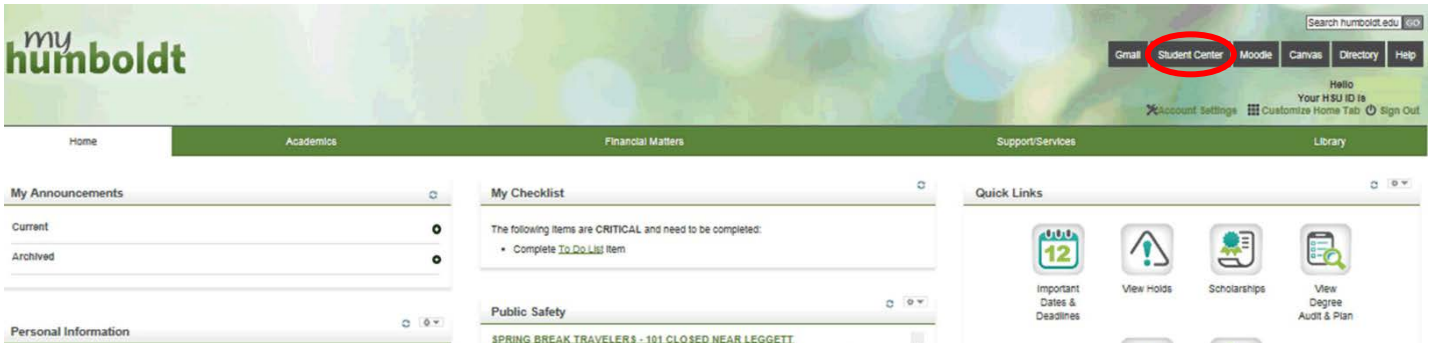 my
humboldt
Search humboldt.edu GO
Gmail Student Center Moodle Canvas Directory Help
Hello
Your HSU ID is
Account Settings Customize Home Tab Sign Out
Home Academics Financial Matters Support/Services Library
My Announcements
Current
Archived
Personal Information
My Checklist
The following items are CRITICAL and need to be completed:
• Complete To Do List item
Public Safety
SPRING BREAK TRAVELERS - 101 CLOSED NEAR LEGGETT
Quick Links
12
Important
Dates &
Deadlines
View Holds
Scholarships
View
Degree
Audit & Plan